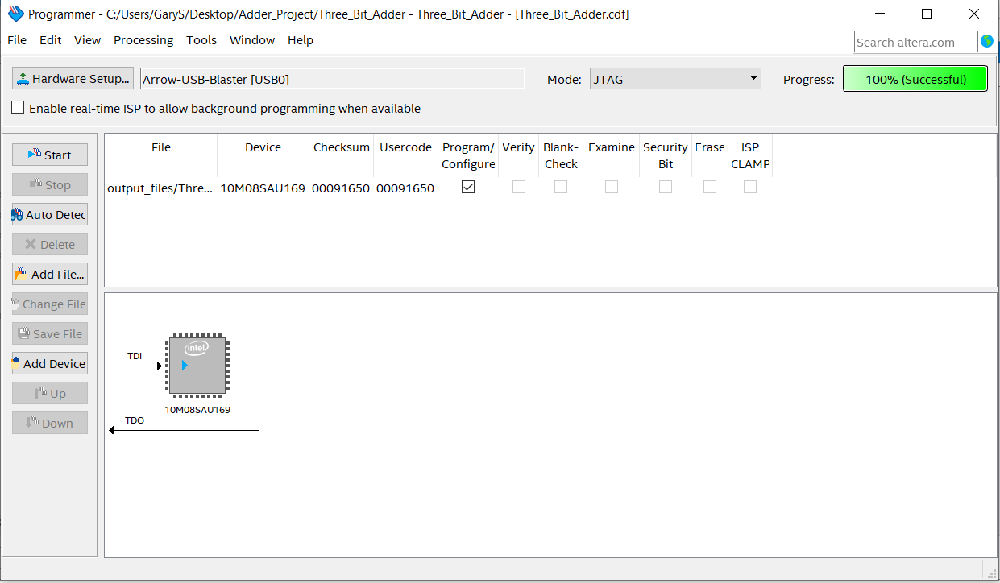 Programmer - C:/Users/GaryS/Desktop/Adder_Project/Three_Bit_Adder - Three_Bit_Adder - [Three_Bit_Adder.cdf]
File Edit View Processing Tools Window Help
Search altera.com
Hardware Setup... Arrow-USB-Blaster [USB0] Mode: JTAG Progress: 100% (Successful)
Enable real-time ISP to allow background programming when available
Start
Stop
Auto Detec
Delete
Add File...
Change File
Save File
Add Device
Up
Down
File Device Checksum Usercode Program/ Verify Blank- Examine Security Erase ISP
Configure Check Bit CLAMP
output_files/Thre... 10M08SAU169 00091650 00091650
intel
TDI
10M08SAU169
TDO